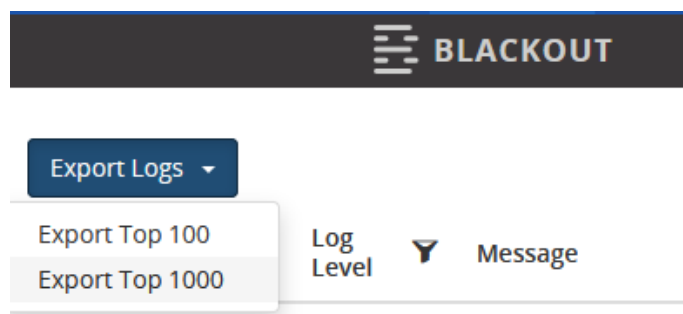 BLACKOUT
Export Logs
Export Top 100
Export Top 1000
Log
Level
Message